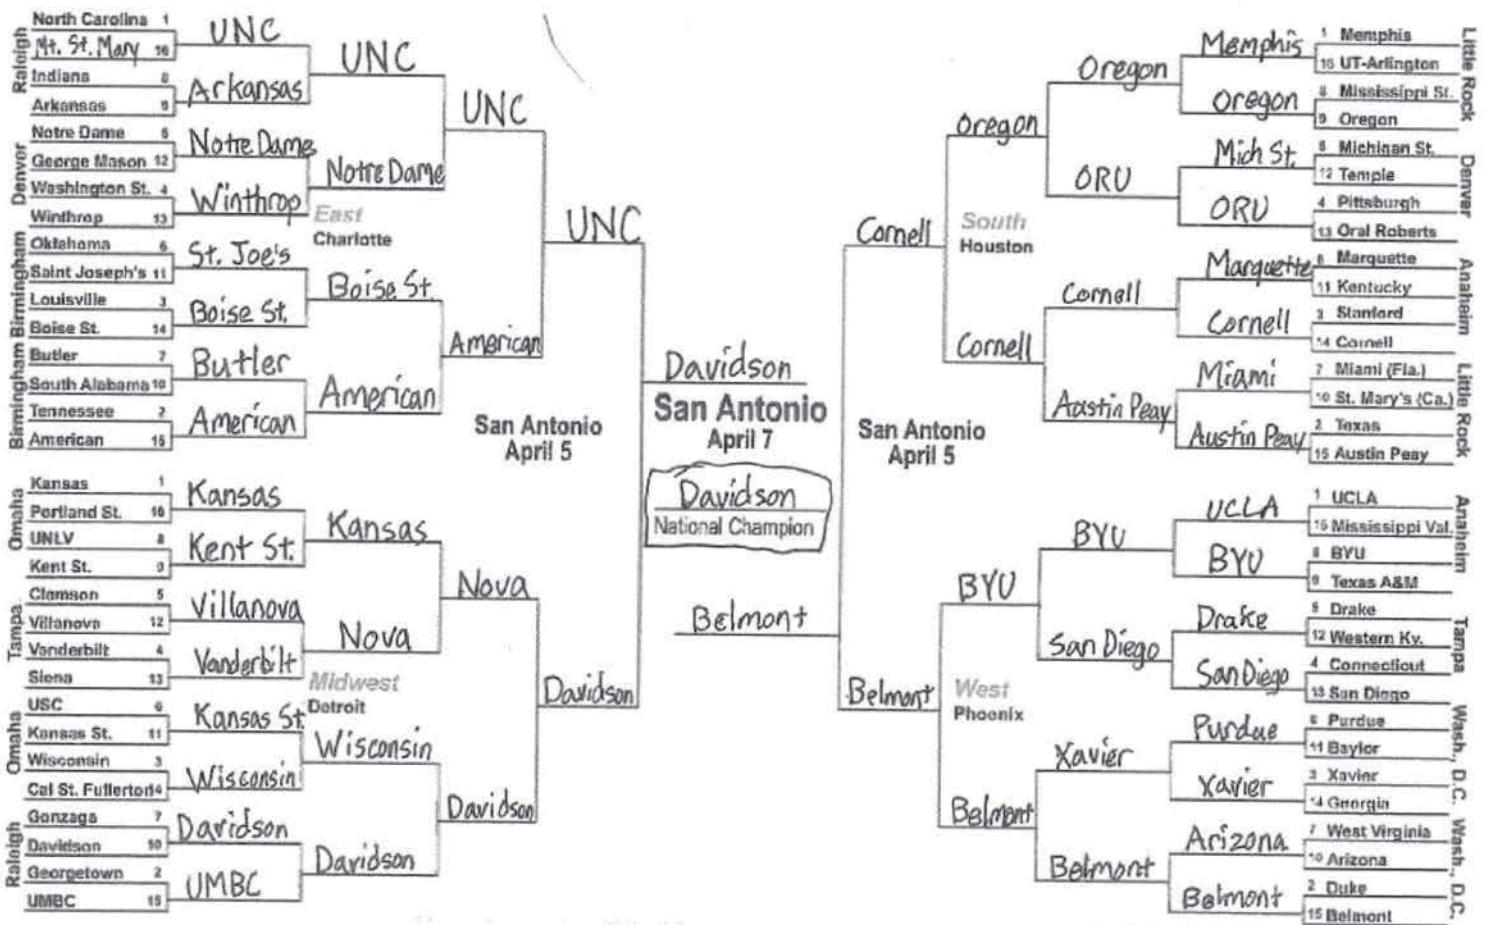 North Carolina 1
Mt. St. Mary 16
Indiana 8
Arkansas 9
Notre Dame 5
George Mason 12
Washington St. 4
Winthrop 13
Oklahoma 6
Saint Joseph's 11
Louisville 3
Boise St. 14
Butler 7
South Alabama 10
Tennessee 2
American 15
Raleigh
Denver
Birmingham
Birmingham
UNC
Arkansas
Notre Dame
Winthrop
St. Joe's
Boise St.
Butler
American
UNC
Notre Dame
Boise St.
American
UNC
American
UNC
East
Charlotte
Kansas 1
Portland St. 16
UNLV 8
Kent St. 9
Clemson 5
Villanova 12
Vanderbilt 4
Siena 13
USC 6
Kansas St. 11
Wisconsin 3
Cal St. Fullerton 14
Gonzaga 7
Davidson 10
Georgetown 2
UMBC 15
Omaha
Tampa
Omaha
Raleigh
Kansas
Kent St.
Villanova
Vanderbilt
Kansas St
Wisconsin
Davidson
UMBC
Kansas
Nova
Wisconsin
Davidson
Nova
Davidson
Davidson
Midwest
Detroit
San Antonio
April 5
Davidson
San Antonio
April 7
Davidson
National Champion
Belmont
San Antonio
April 5
Cornell
Oregon
Cornell
Oregon
ORU
Cornell
Austin Peay
Memphis
Oregon
Mich St.
ORU
Marquette
Cornell
Miami
Austin Peay
South
Houston
1 Memphis
16 UT-Arlington
8 Mississippi St.
9 Oregon
5 Michigan St.
12 Temple
4 Pittsburgh
13 Oral Roberts
6 Marquette
11 Kentucky
3 Stanford
14 Cornell
7 Miami (Fla.)
10 St. Mary's (Ca.)
2 Texas
15 Austin Peay
Little Rock
Denver
Anaheim
Little Rock
Belmont
BYU
Belmont
BYU
San Diego
Xavier
Belmont
UCLA
BYU
Drake
San Diego
Purdue
Xavier
Arizona
Belmont
West
Phoenix
1 UCLA
16 Mississippi Val.
8 BYU
9 Texas A&M
5 Drake
12 Western Ky.
4 Connecticut
13 San Diego
6 Purdue
11 Baylor
3 Xavier
14 Georgia
7 West Virginia
10 Arizona
2 Duke
15 Belmont
Anaheim
Tampa
Wash., D.C.
Wash., D.C.